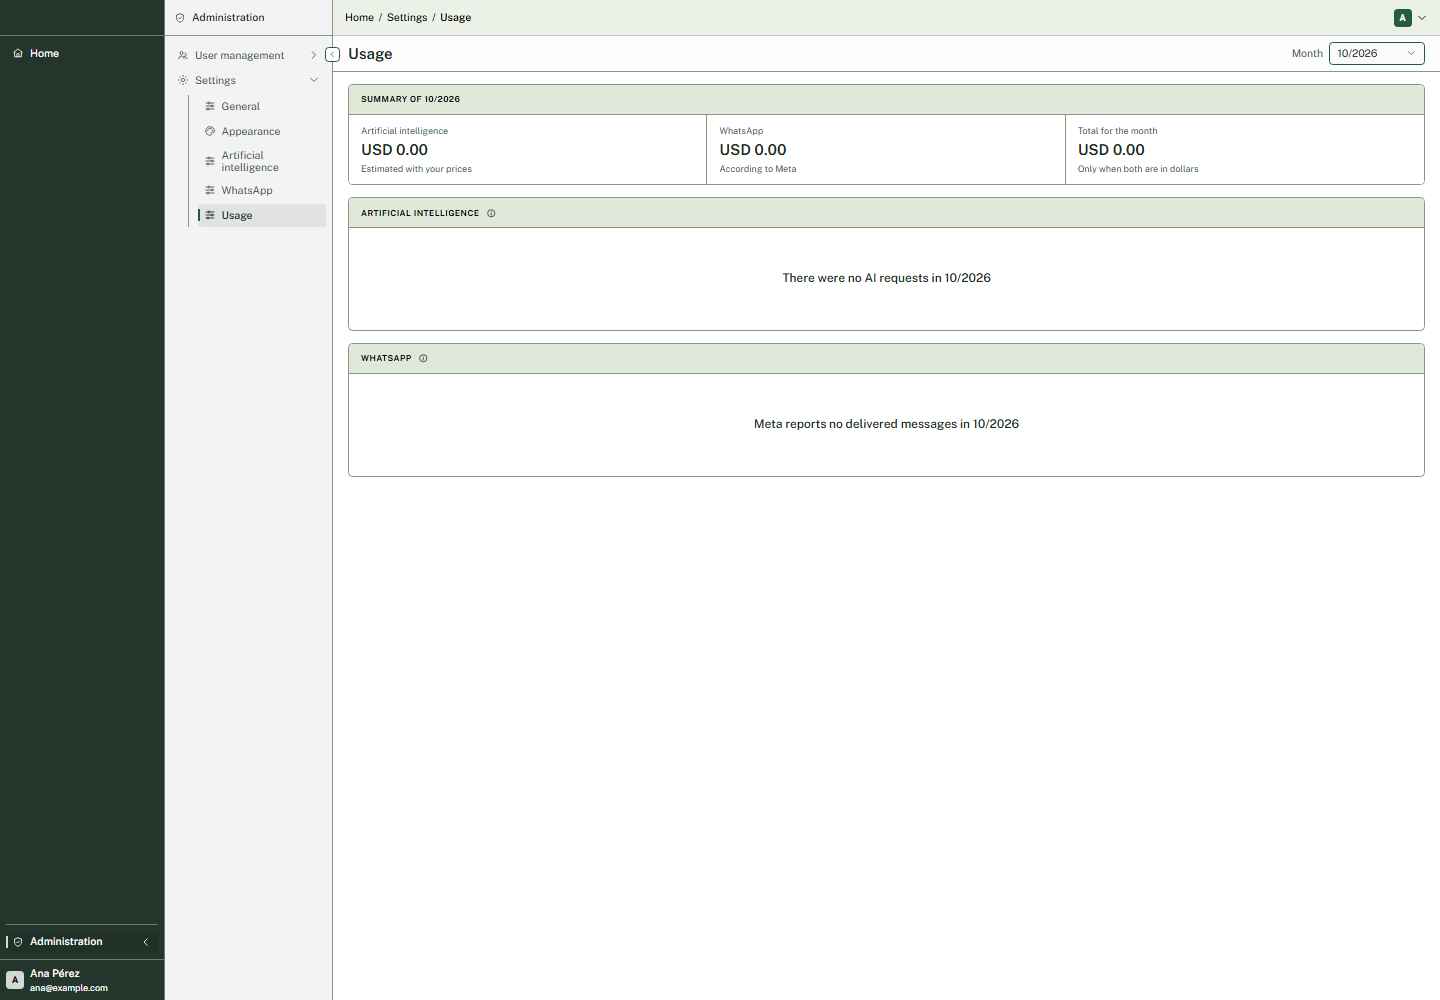 Administration
Home / Settings / Usage
A
Home
User management
Settings
General
Appearance
Artificial
intelligence
WhatsApp
Usage
Usage
Month
10/2026
SUMMARY OF 10/2026
Artificial intelligence
USD 0.00
Estimated with your prices
WhatsApp
USD 0.00
According to Meta
Total for the month
USD 0.00
Only when both are in dollars
ARTIFICIAL INTELLIGENCE
There were no AI requests in 10/2026
WHATSAPP
Meta reports no delivered messages in 10/2026
Administration
A
Ana Pérez
ana@example.com